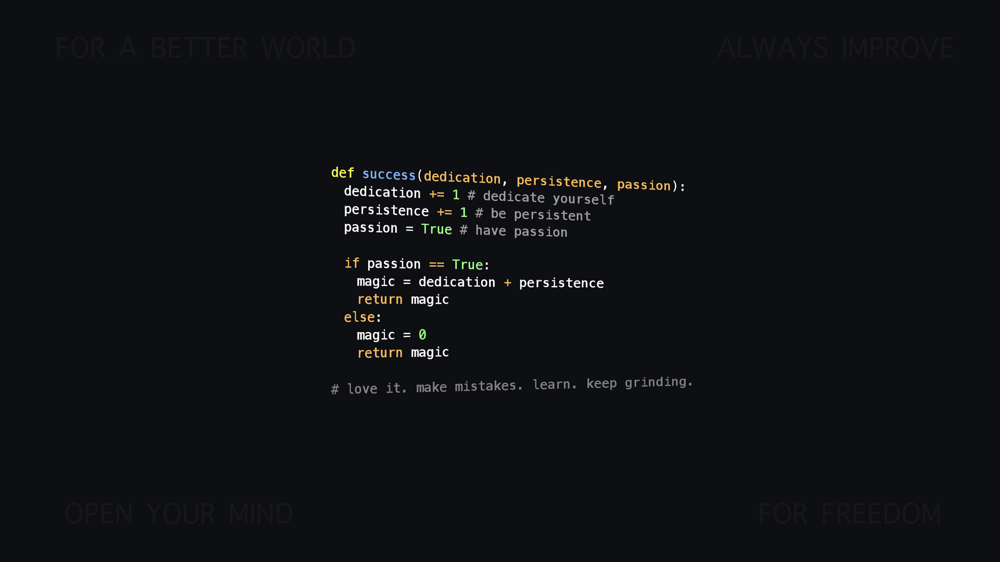 FOR A BETTER WORLD
ALWAYS IMPROVE
def success(dedication, persistence, passion):
  dedication += 1 # dedicate yourself
  persistence += 1 # be persistent
  passion = True # have passion
  if passion == True:
    magic = dedication + persistence
    return magic
  else:
    magic = 0
    return magic
# love it. make mistakes. learn. keep grinding.
OPEN YOUR MIND
FOR FREEDOM